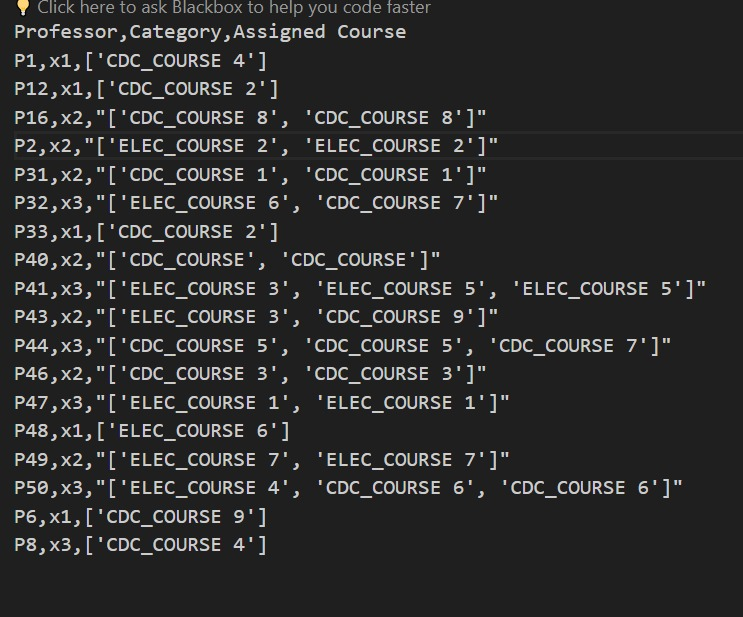 Click here to ask Blackbox to help you code faster
Professor,Category,Assigned Course
P1,x1,['CDC_COURSE 4']
P12,x1,['CDC_COURSE 2']
P16,x2,"['CDC_COURSE 8', 'CDC_COURSE 8']"
P2,x2,"['ELEC_COURSE 2', 'ELEC_COURSE 2']"
P31,x2,"['CDC_COURSE 1', 'CDC_COURSE 1']"
P32,x3,"['ELEC_COURSE 6', 'CDC_COURSE 7']"
P33,x1,['CDC_COURSE 2']
P40,x2,"['CDC_COURSE', 'CDC_COURSE']"
P41,x3,"['ELEC_COURSE 3', 'ELEC_COURSE 5', 'ELEC_COURSE 5']"
P43,x2,"['ELEC_COURSE 3', 'CDC_COURSE 9']"
P44,x3,"['CDC_COURSE 5', 'CDC_COURSE 5', 'CDC_COURSE 7']"
P46,x2,"['CDC_COURSE 3', 'CDC_COURSE 3']"
P47,x3,"['ELEC_COURSE 1', 'ELEC_COURSE 1']"
P48,x1,['ELEC_COURSE 6']
P49,x2,"['ELEC_COURSE 7', 'ELEC_COURSE 7']"
P50,x3,"['ELEC_COURSE 4', 'CDC_COURSE 6', 'CDC_COURSE 6']"
P6,x1,['CDC_COURSE 9']
P8,x3,['CDC_COURSE 4']